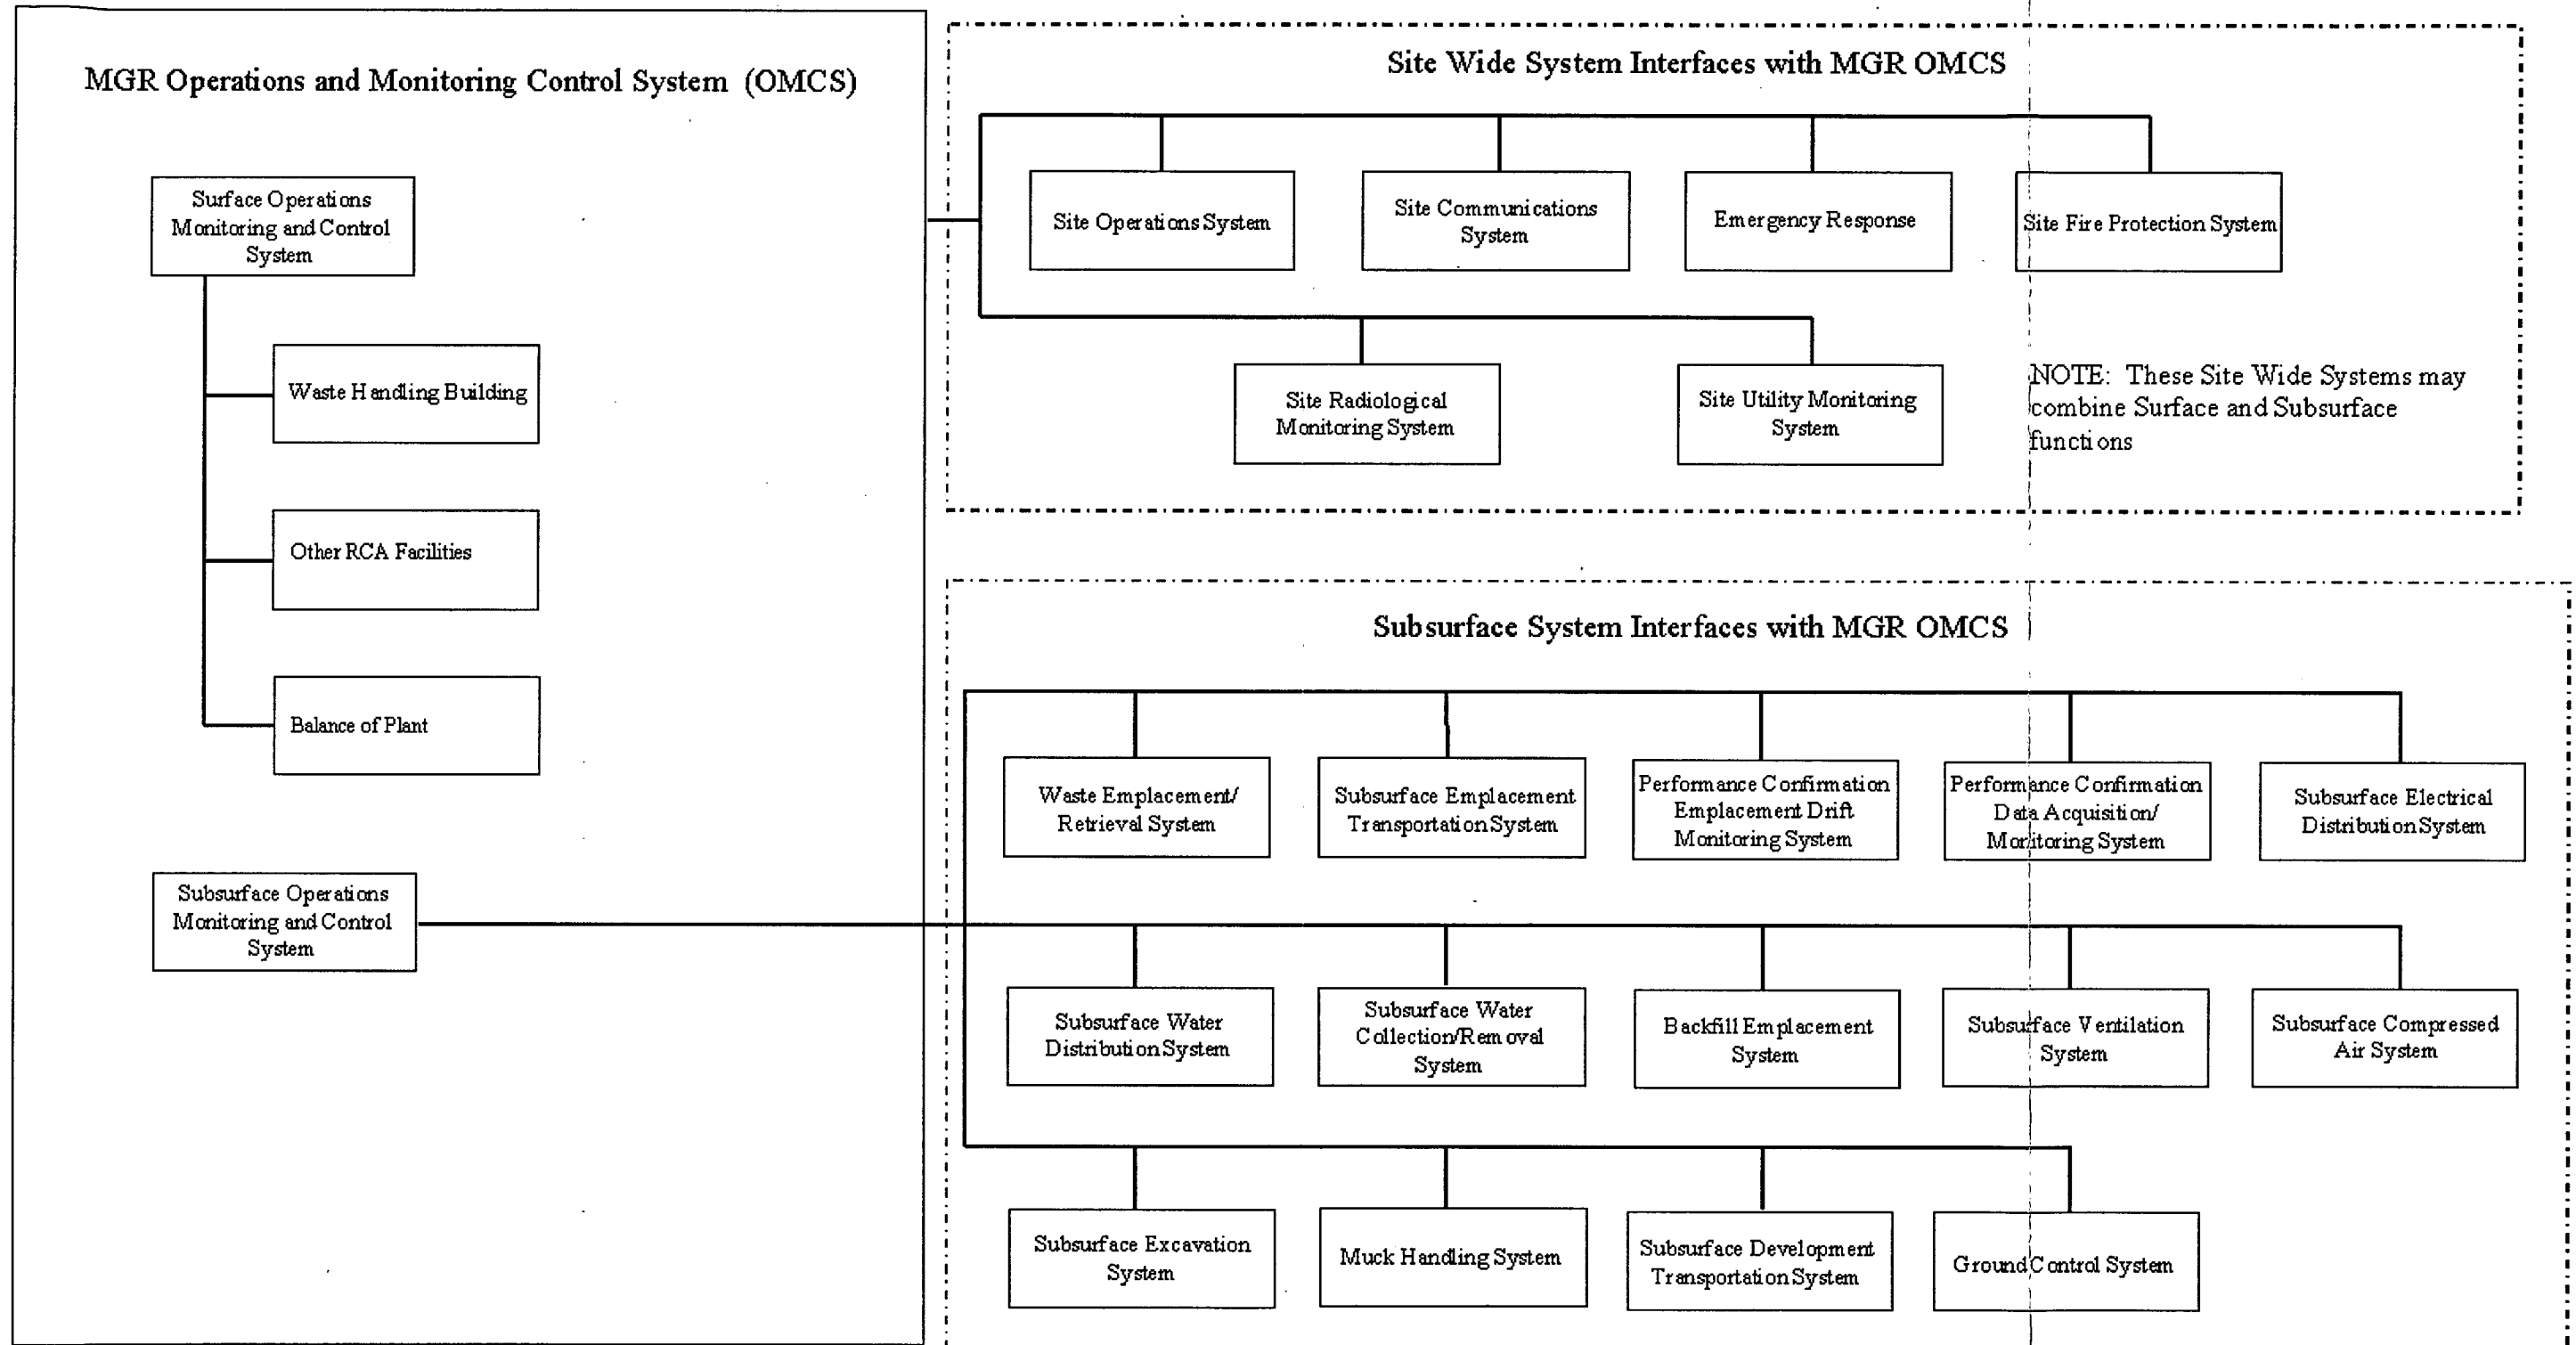 MGR Operations and Monitoring Control System (OMCS)
Surface Operations
Monitoring and Control
System
Waste Handling Building
Other RCA Facilities
Balance of Plant
Subsurface Operations
Monitoring and Control
System
Site Wide System Interfaces with MGR OMCS
Site Operations System
Site Communications
System
Emergency Response
Site Fire Protection System
Site Radiological
Monitoring System
Site Utility Monitoring
System
NOTE: These Site Wide Systems may
combine Surface and Subsurface
functions
Subsurface System Interfaces with MGR OMCS
Waste Emplacement/
Retrieval System
Subsurface Emplacement
Transportation System
Performance Confirmation
Emplacement Drift
Monitoring System
Performance Confirmation
Data Acquisition/
Monitoring System
Subsurface Electrical
Distribution System
Subsurface Water
Distribution System
Subsurface Water
Collection/Removal
System
Backfill Emplacement
System
Subsurface Ventilation
System
Subsurface Compressed
Air System
Subsurface Excavation
System
Muck Handling System
Subsurface Development
Transportation System
Ground Control System